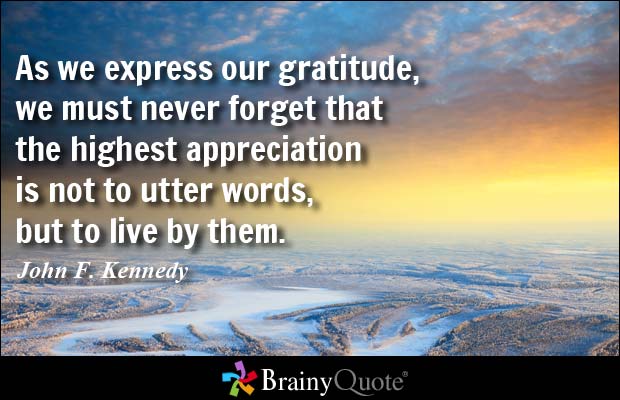 As we express our gratitude,
we must never forget that
the highest appreciation
is not to utter words,
but to live by them.
John F. Kennedy
BrainyQuote®